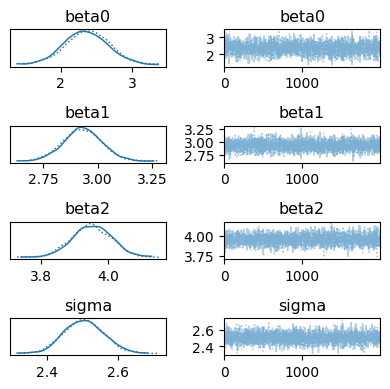 beta0 beta0
3
2
2 3 0 1000
beta1 beta1
3.25
3.00
2.75
2.75 3.00 3.25 0 1000
beta2 beta2
4.00
3.75
3.8 4.0 0 1000
sigma sigma
2.6
2.4
2.4 2.6 0 1000